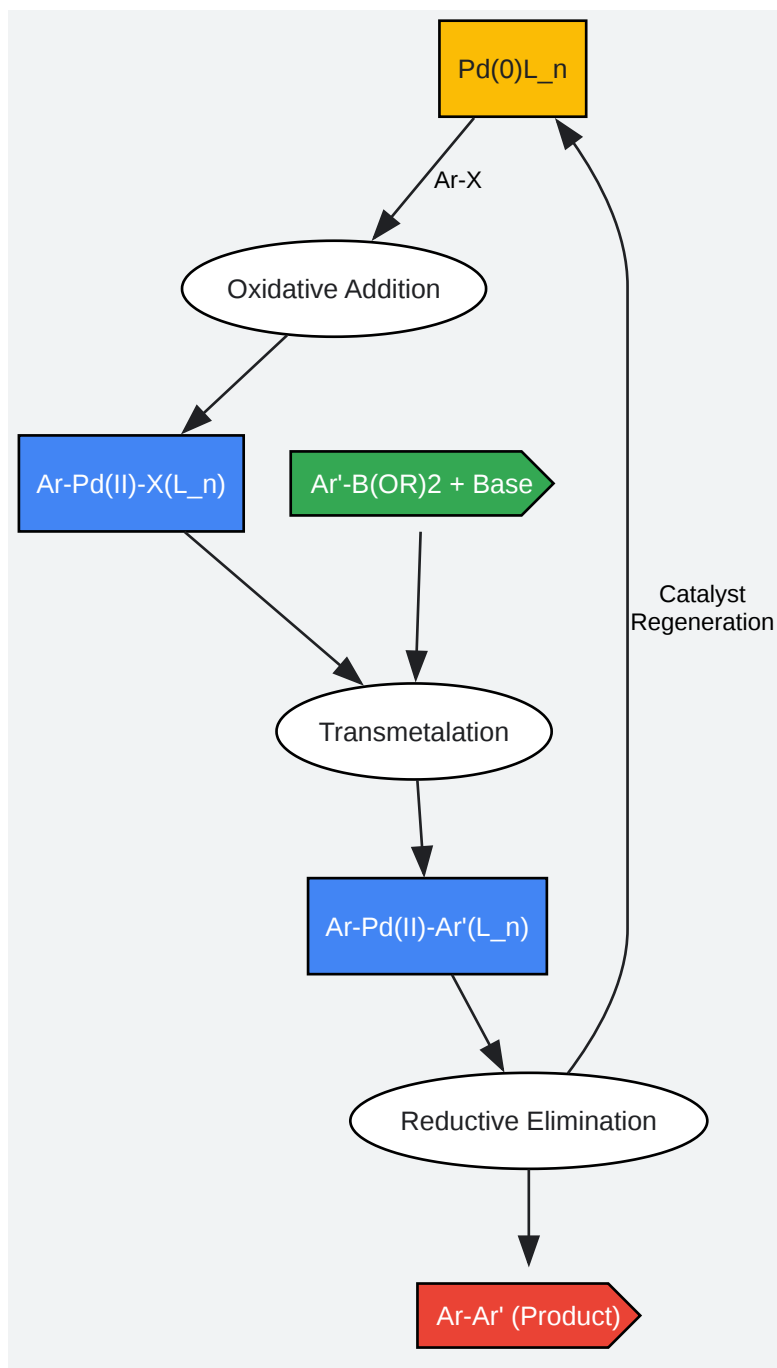 Pd(0)L_n
Ar-X
Oxidative Addition
Ar-Pd(II)-X(L_n)
Ar'-B(OR)2 + Base
Catalyst
Regeneration
Transmetalation
Ar-Pd(II)-Ar'(L_n)
Reductive Elimination
Ar-Ar' (Product)